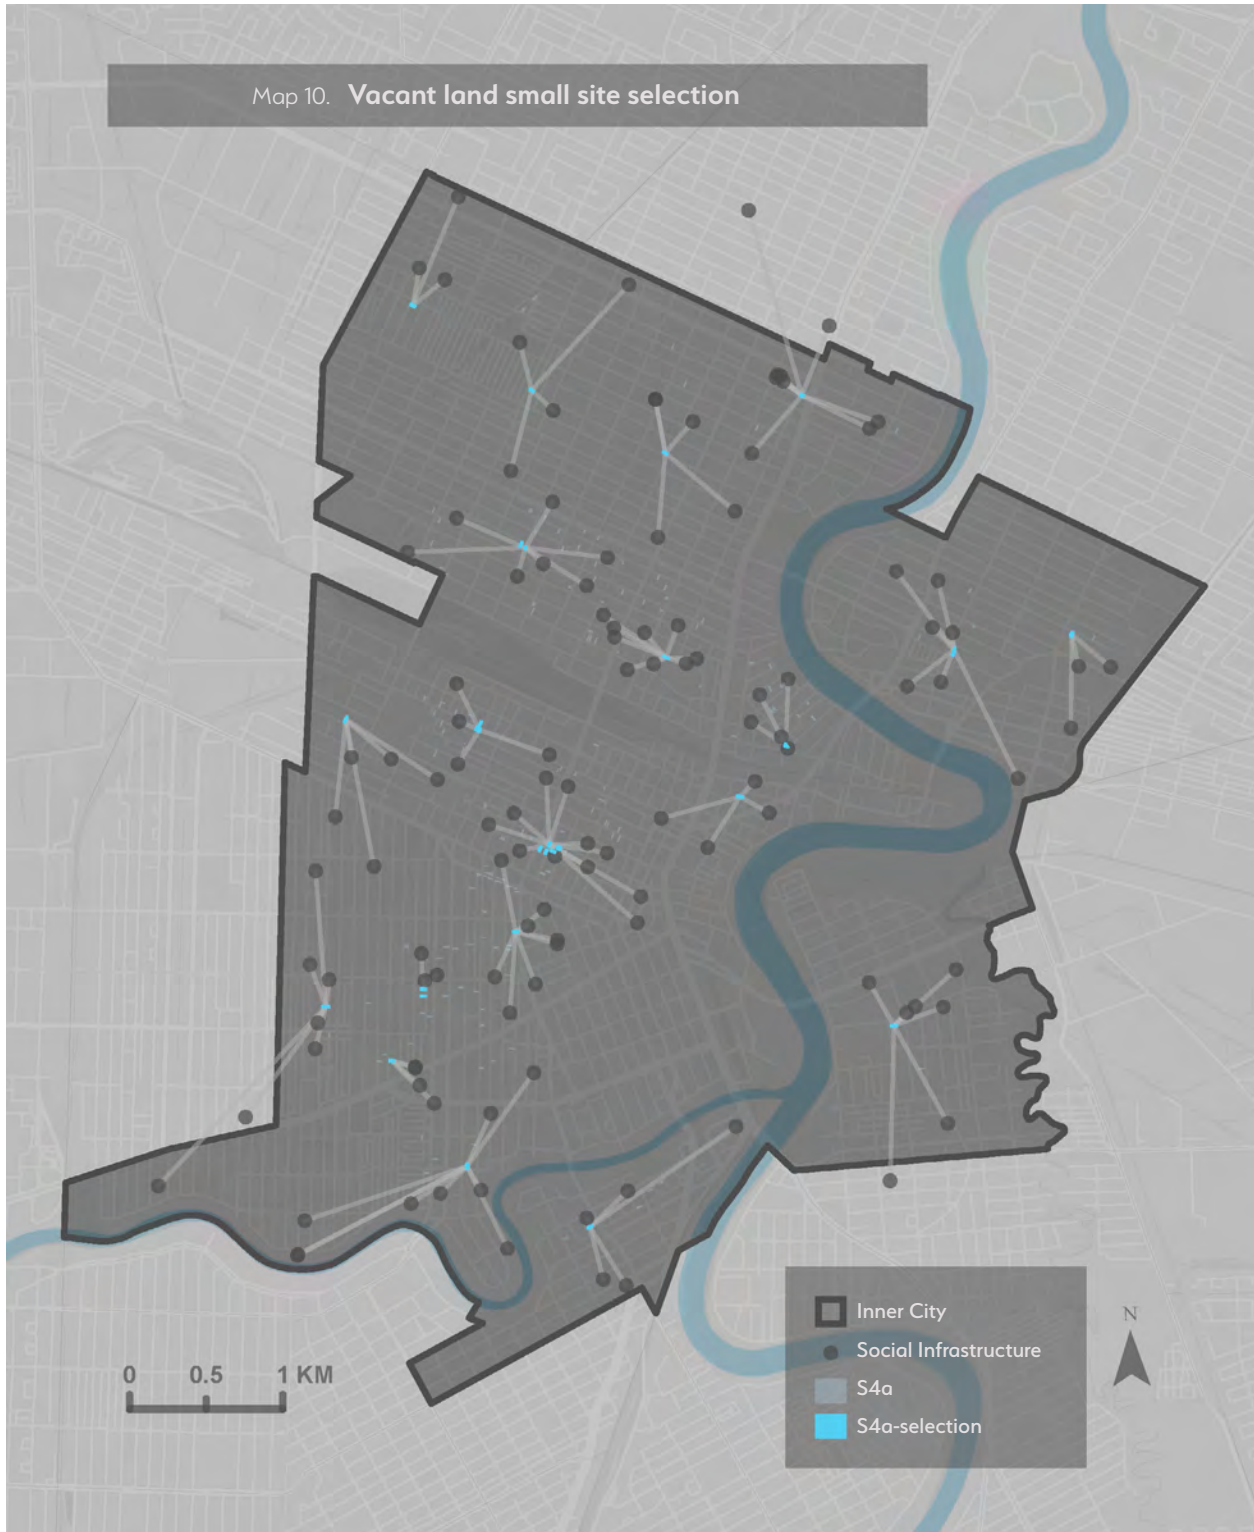 Map 10. Vacant land small site selection
Inner City
Social Infrastructure
S4a
S4a-selection
N
0 0.5 1 KM